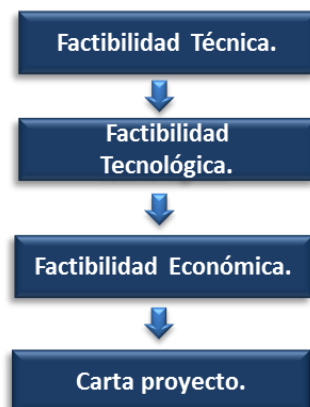 Factibilidad Técnica.
Factibilidad
Tecnológica.
Factibilidad Económica.
Carta proyecto.